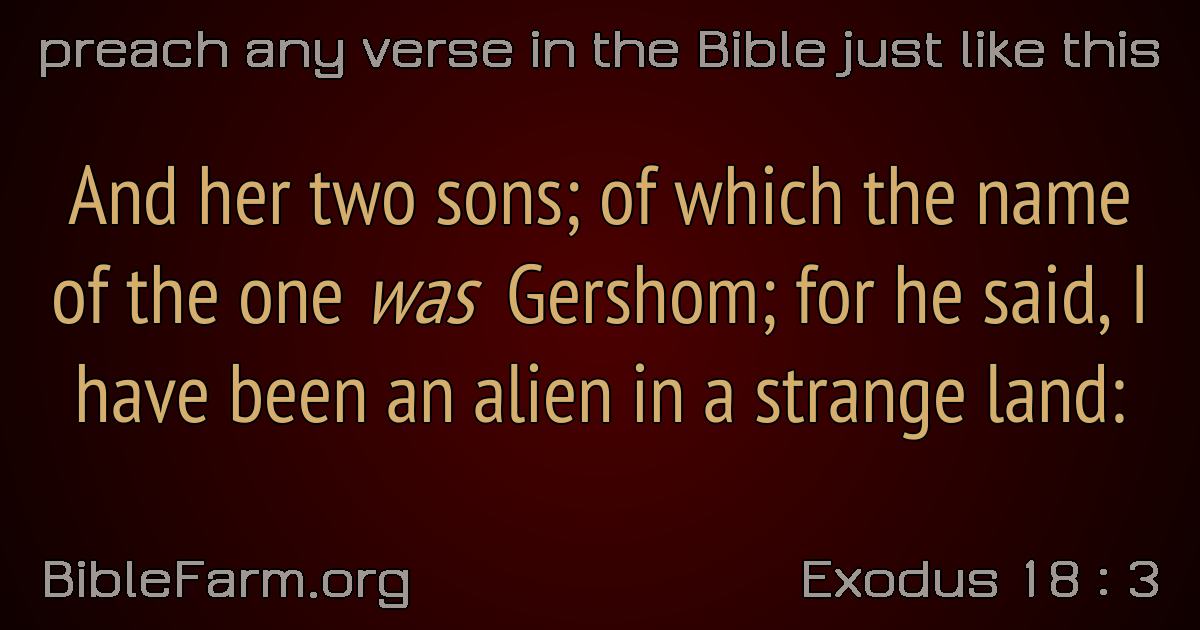 preach any verse in the Bible just like this
And her two sons; of which the name
of the one was Gershom; for he said, I
have been an alien in a strange land:
BibleFarm.org
Exodus 18 : 3